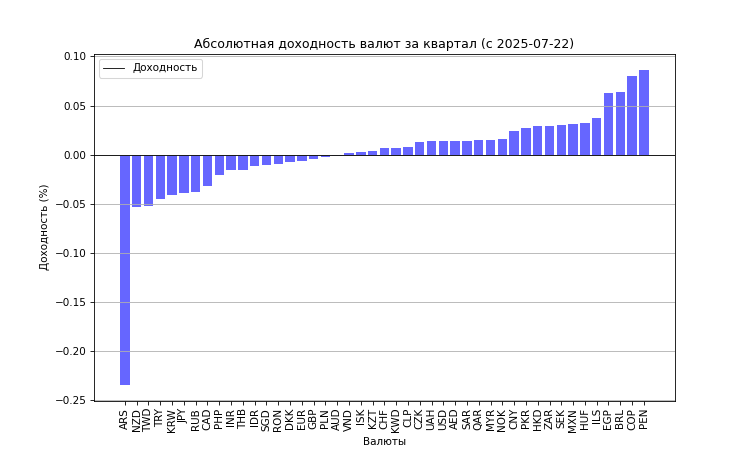 Абсолютная доходность валют за квартал (с 2025-07-22)
Доходность
0.10
0.05
0.00
−0.05
−0.10
−0.15
−0.20
−0.25
Доходность (%)
ARS
NZD
TWD
TRY
KRW
JPY
RUB
CAD
PHP
INR
THB
IDR
SGD
RON
DKK
EUR
GBP
PLN
AUD
VND
ISK
KZT
CHF
KWD
CLP
CZK
UAH
USD
AED
SAR
QAR
MYR
NOK
CNY
PKR
HKD
ZAR
SEK
MXN
HUF
ILS
EGP
BRL
COP
PEN
Валюты